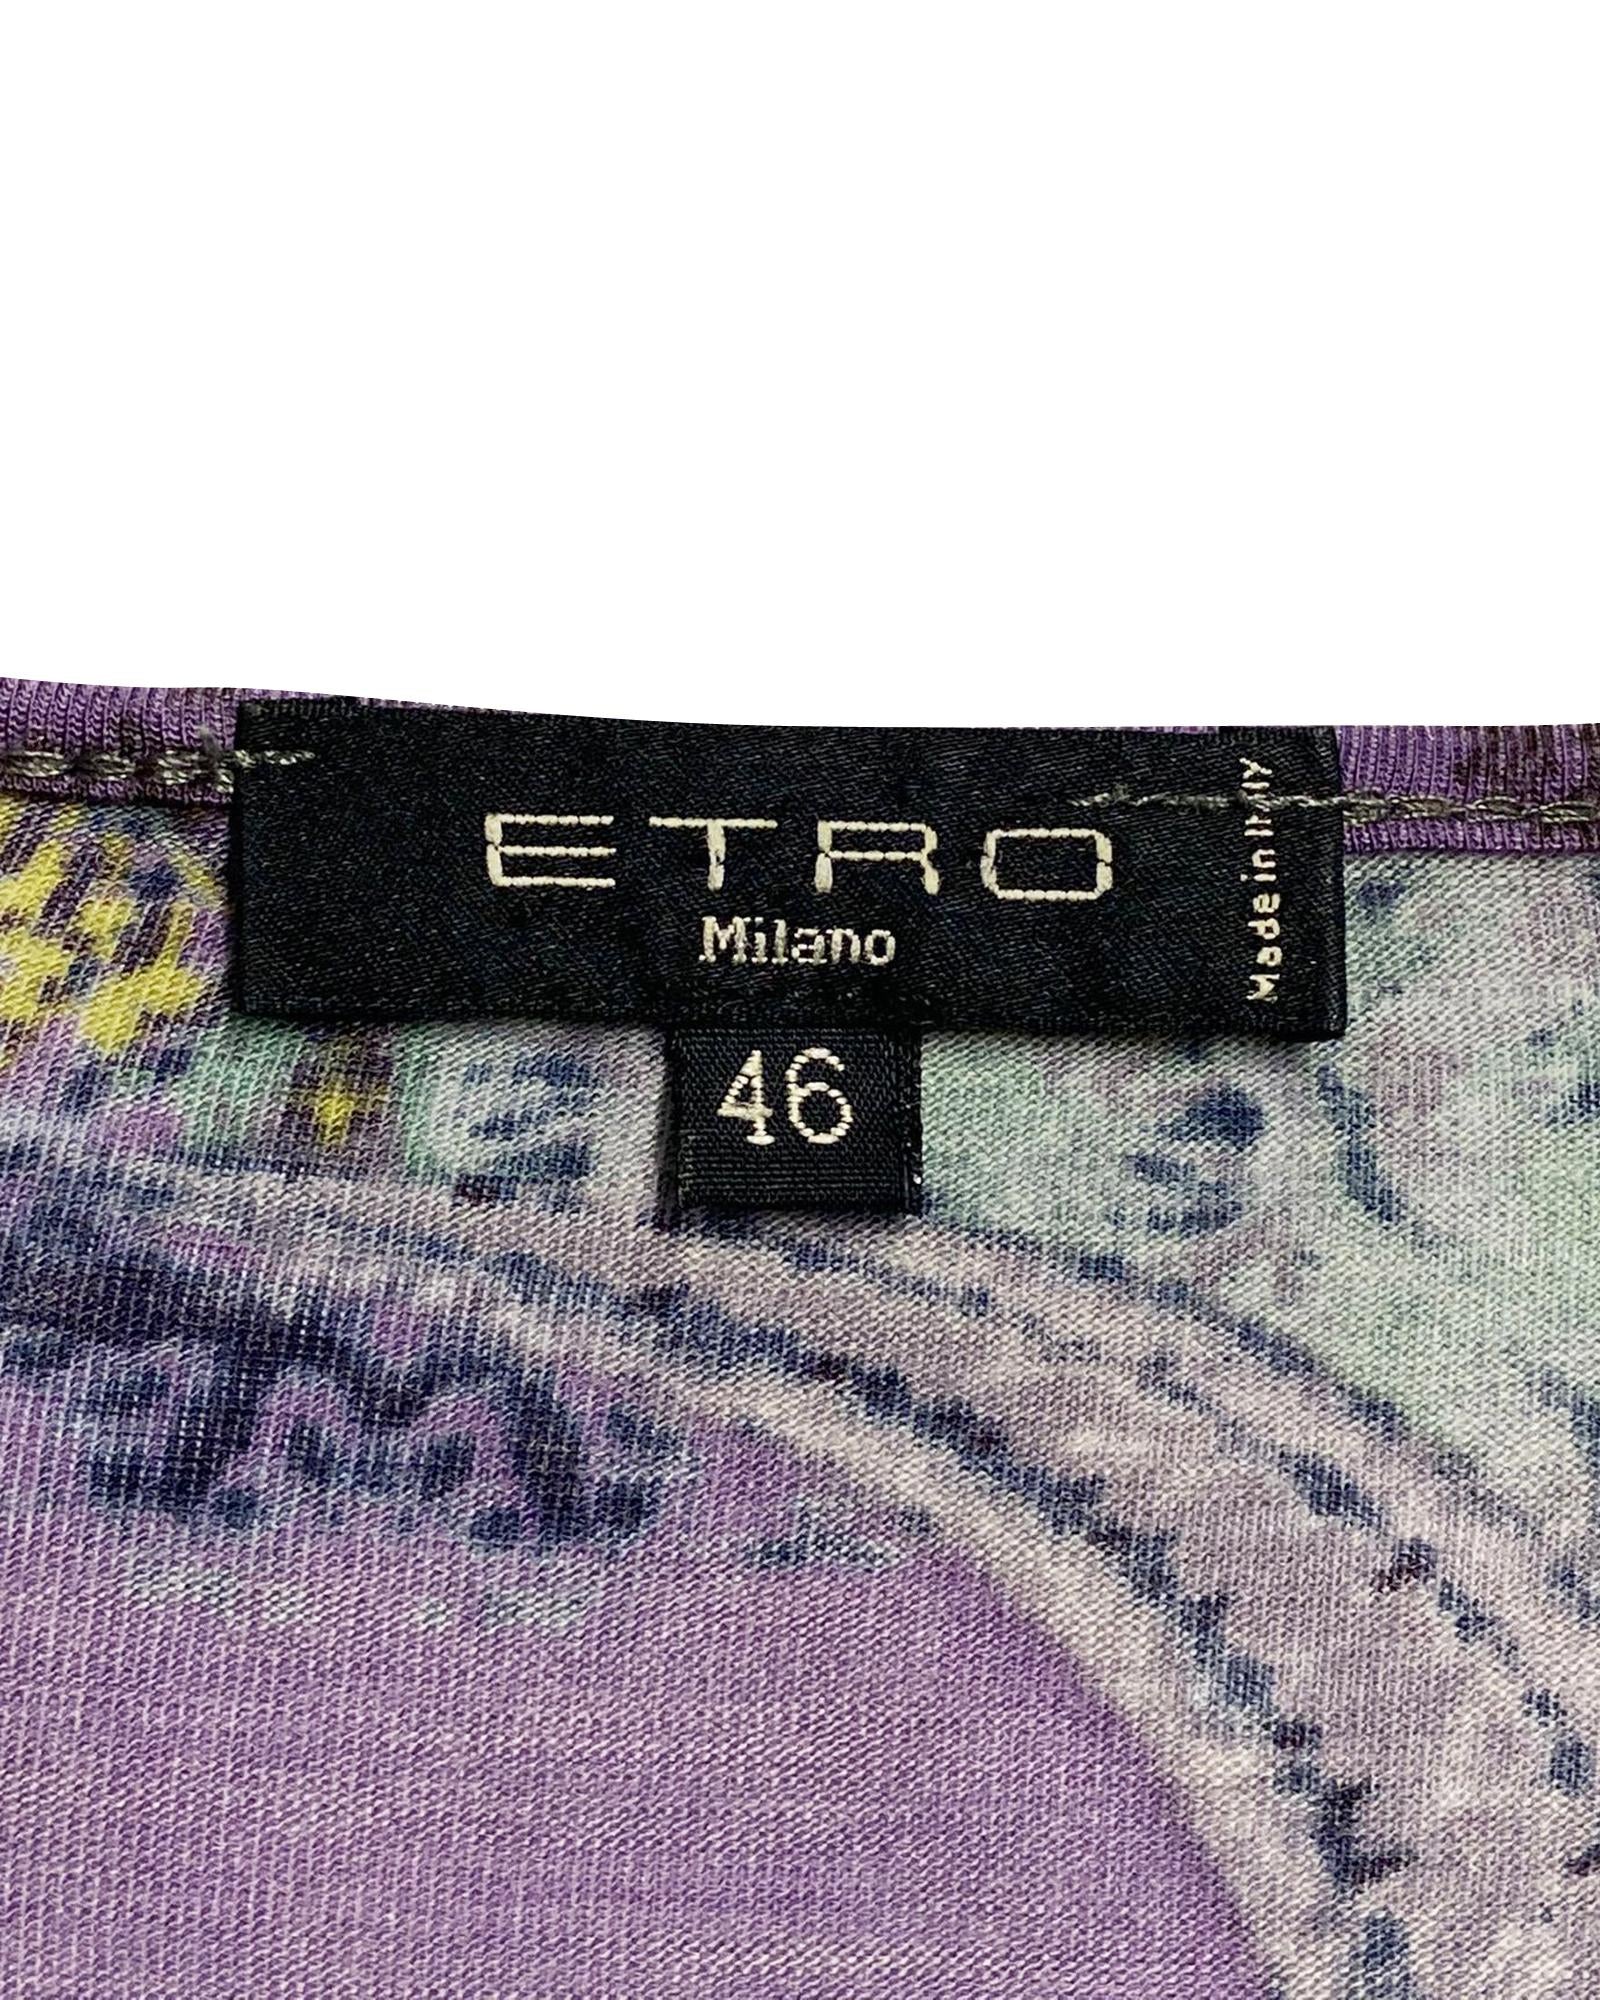 ETRO
Milano
46
Made in Italy